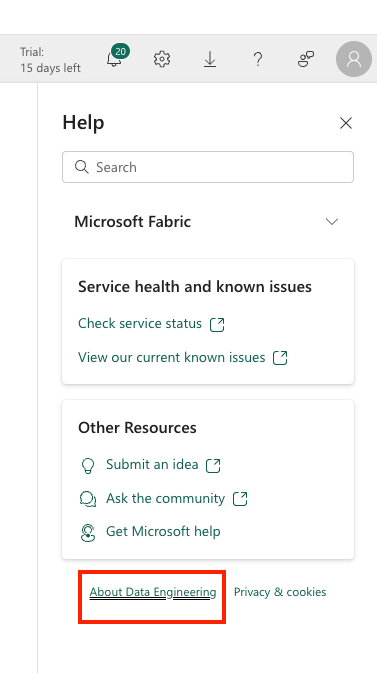 Trial:
15 days left
20
Help
Search
Microsoft Fabric
Service health and known issues
Check service status
View our current known issues
Other Resources
Submit an idea
Ask the community
Get Microsoft help
About Data Engineering Privacy & cookies